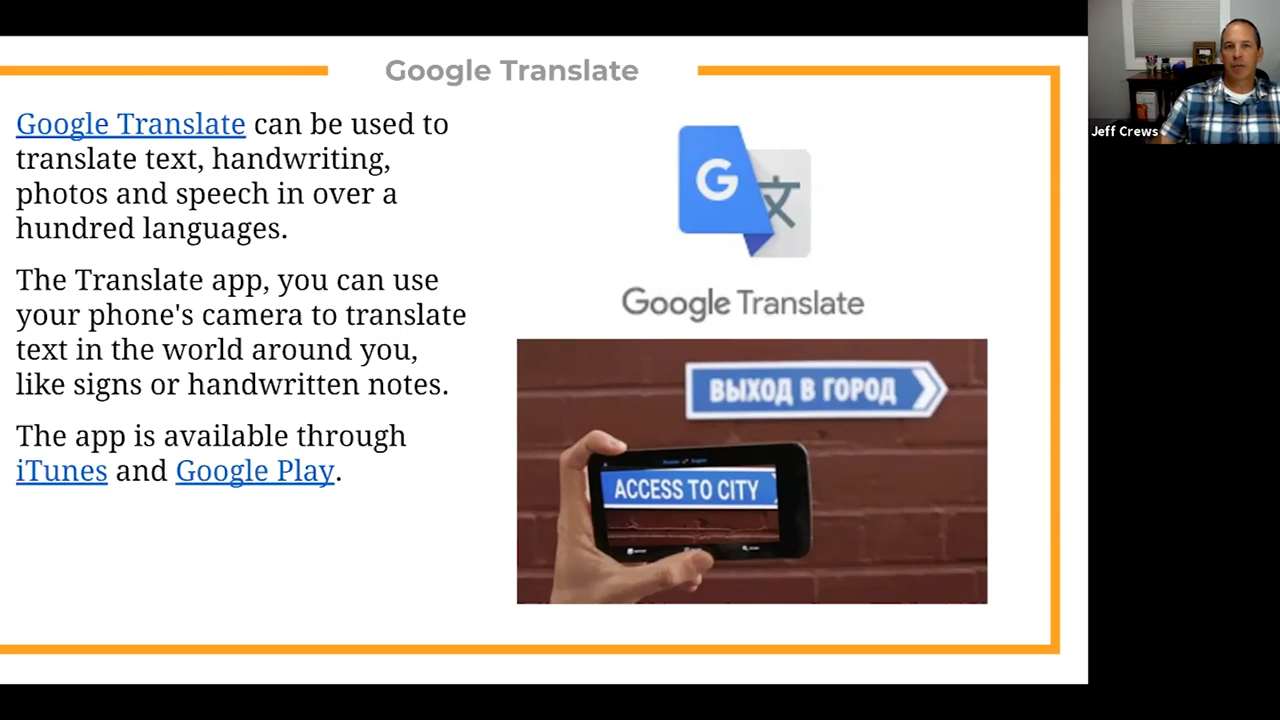 Google Translate
Google Translate can be used to
translate text, handwriting,
photos and speech in over a
hundred languages.
The Translate app, you can use
your phone's camera to translate
text in the world around you,
like signs or handwritten notes.
The app is available through
iTunes and Google Play.
G
文
Google Translate
ВЫХОД В ГОРОД
ACCESS TO CITY
Jeff Crews